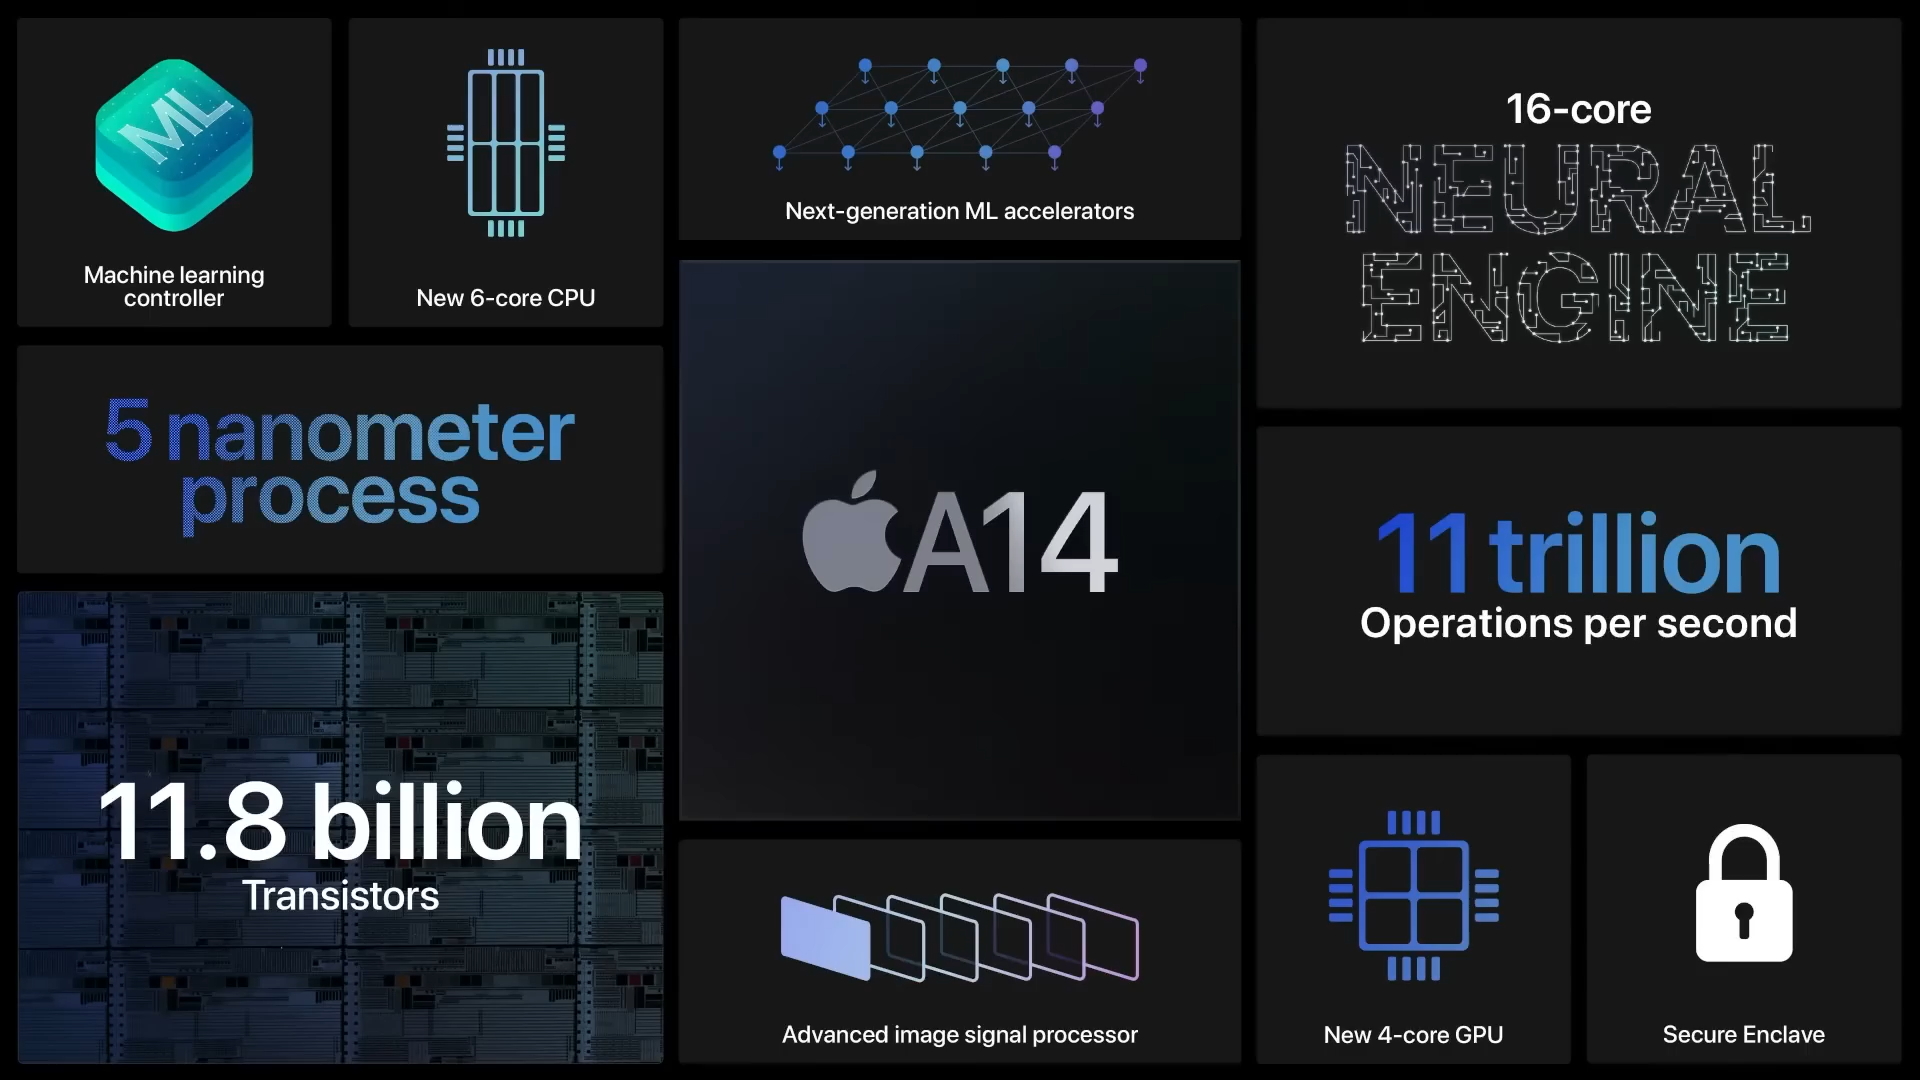 ML
Machine learning
controller
New 6-core CPU
Next-generation ML accelerators
16-core
NEURAL
ENGINE
5 nanometer
process
A14
11 trillion
Operations per second
11.8 billion
Transistors
Advanced image signal processor
New 4-core GPU
Secure Enclave